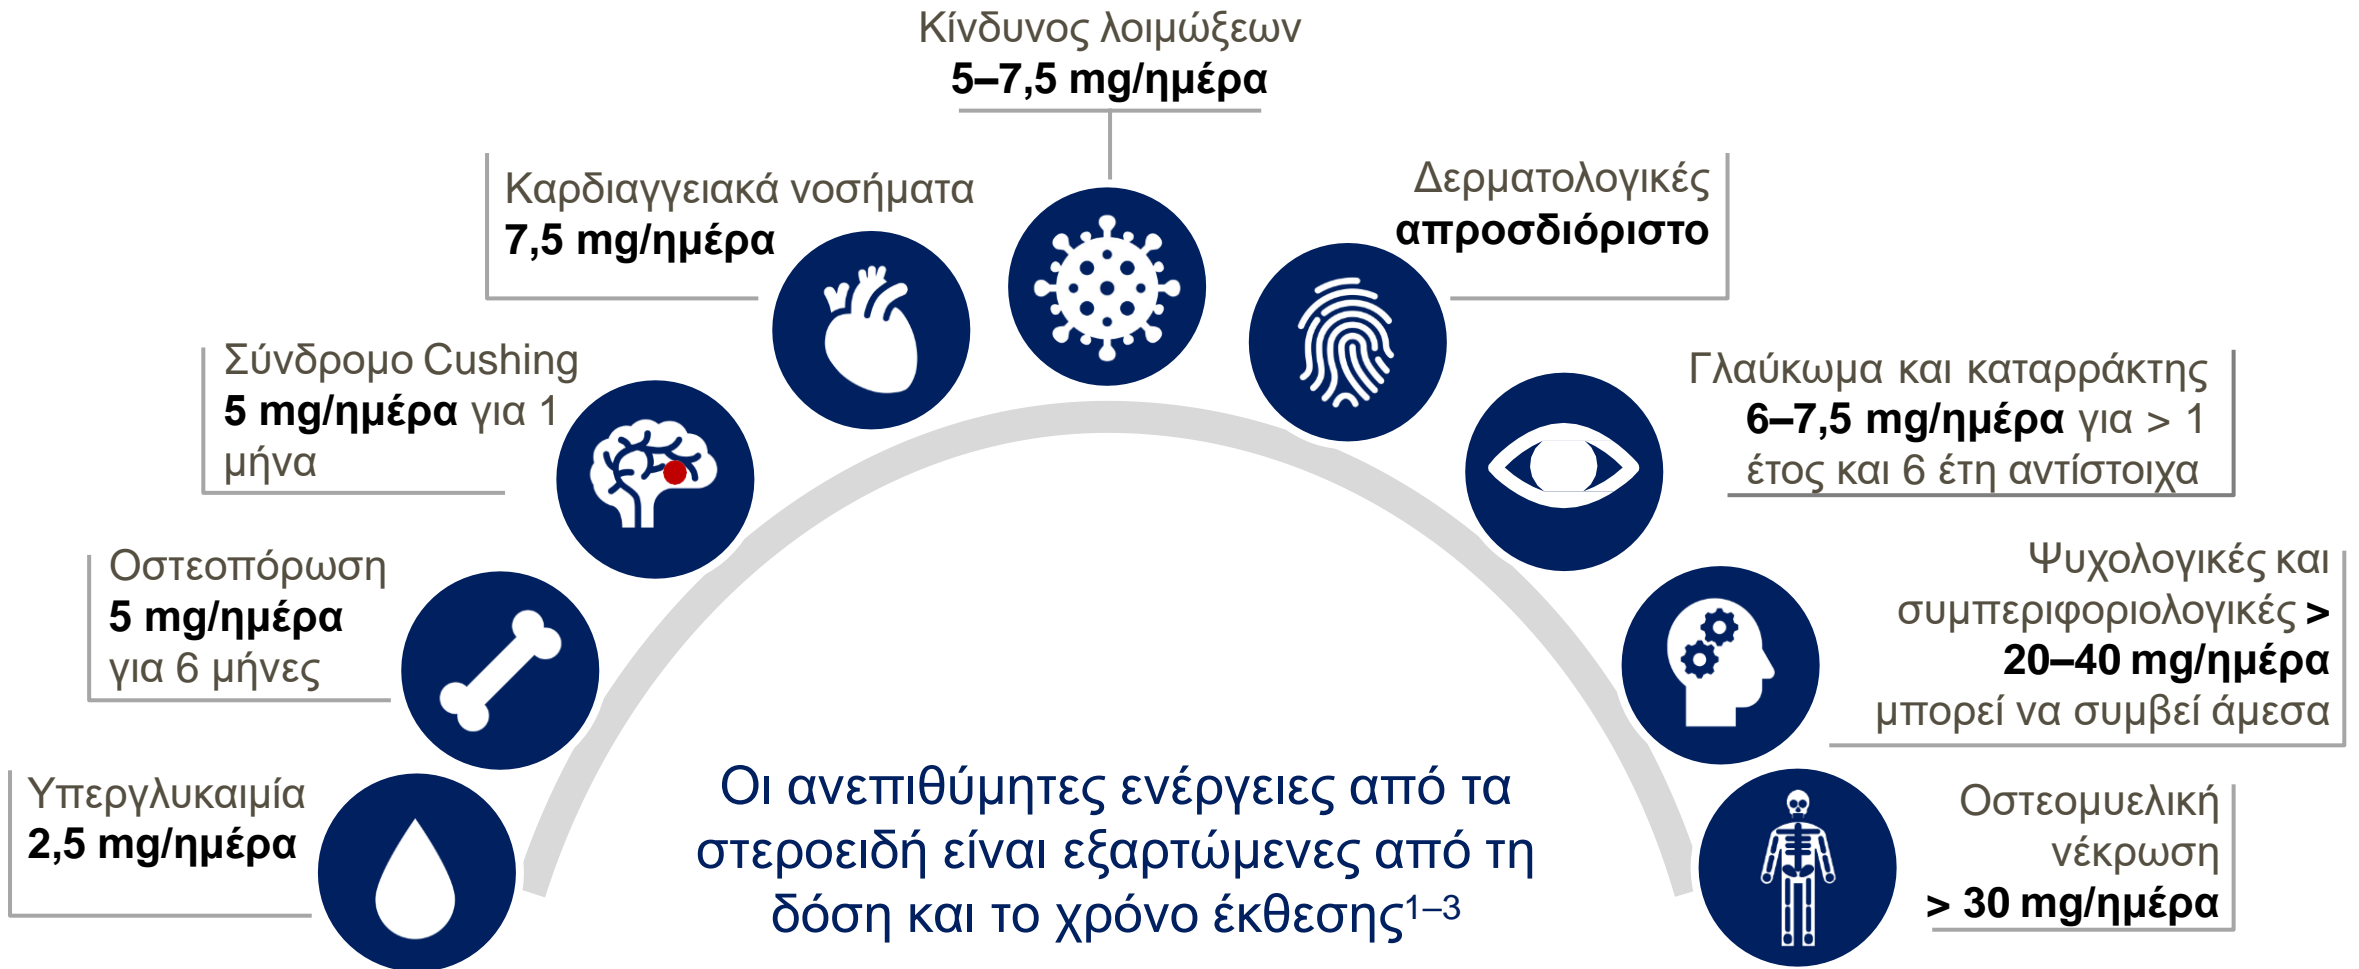 Κίνδυνος λοιμώξεων
5–7,5 mg/ημέρα
Καρδιαγγειακά νοσήματα
7,5 mg/ημέρα
Δερματολογικές
απροσδιόριστο
Σύνδρομο Cushing
5 mg/ημέρα για 1
μήνα
Γλαύκωμα και καταρράκτης
6–7,5 mg/ημέρα για > 1
έτος και 6 έτη αντίστοιχα
Οστεοπόρωση
5 mg/ημέρα
για 6 μήνες
Ψυχολογικές και
συμπεριφοριολογικές >
20–40 mg/ημέρα
μπορεί να συμβεί άμεσα
Υπεργλυκαιμία
2,5 mg/ημέρα
Οι ανεπιθύμητες ενέργειες από τα
στεροειδή είναι εξαρτώμενες από τη
δόση και το χρόνο έκθεσης¹⁻³
Οστεομυελική
νέκρωση
> 30 mg/ημέρα